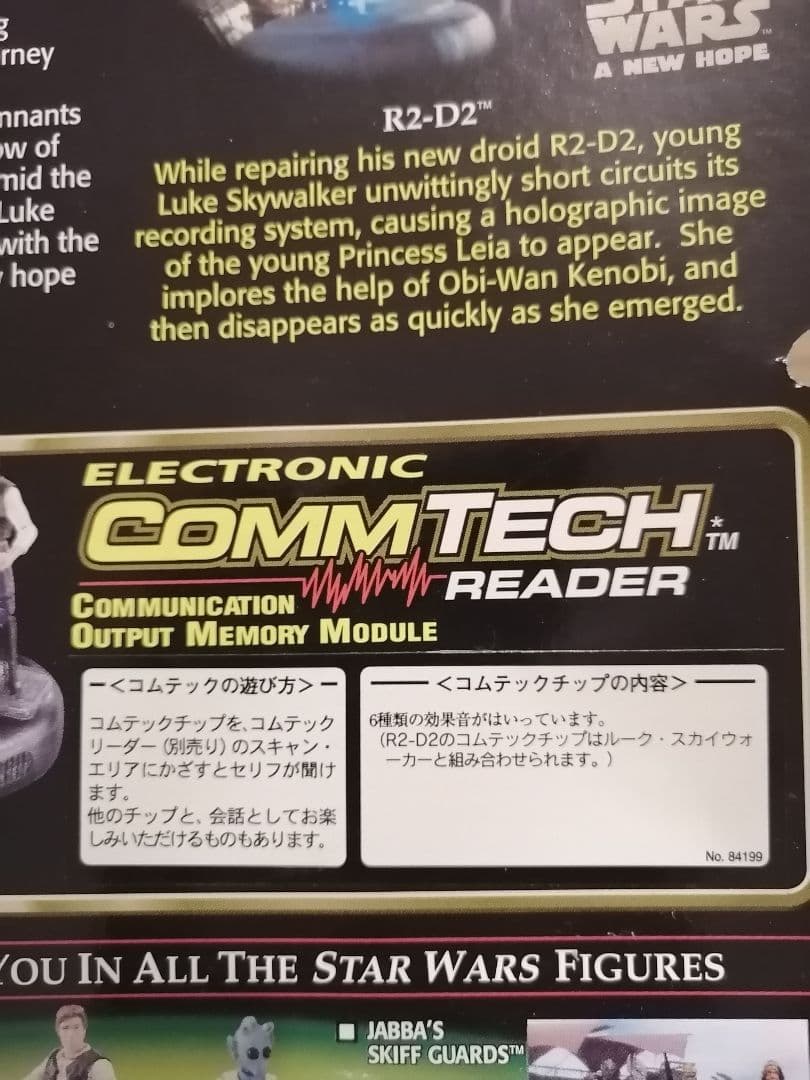 rney
nnants
ow of
mid the
Luke
with the
hope
STAR
WARS™
A NEW HOPE
R2-D2™
While repairing his new droid R2-D2, young
Luke Skywalker unwittingly short circuits its
recording system, causing a holographic image
of the young Princess Leia to appear. She
implores the help of Obi-Wan Kenobi, and
then disappears as quickly as she emerged.
ELECTRONIC
COMMTECH*™
READER
COMMUNICATION
OUTPUT MEMORY MODULE
<コムテックの遊び方>
コムテックチップを、コムテック
リーダー(別売り)のスキャン・
エリアにかざすとセリフが聞け
ます。
他のチップと、会話としてお楽
しみいただけるものもあります。
<コムテックチップの内容>
6種類の効果音がはいっています。
(R2-D2のコムテックチップはルーク・スカイウォ
ーカーと組み合わせられます。)
No. 84199
YOU IN ALL THE STAR WARS FIGURES
JABBA'S
SKIFF GUARDS™